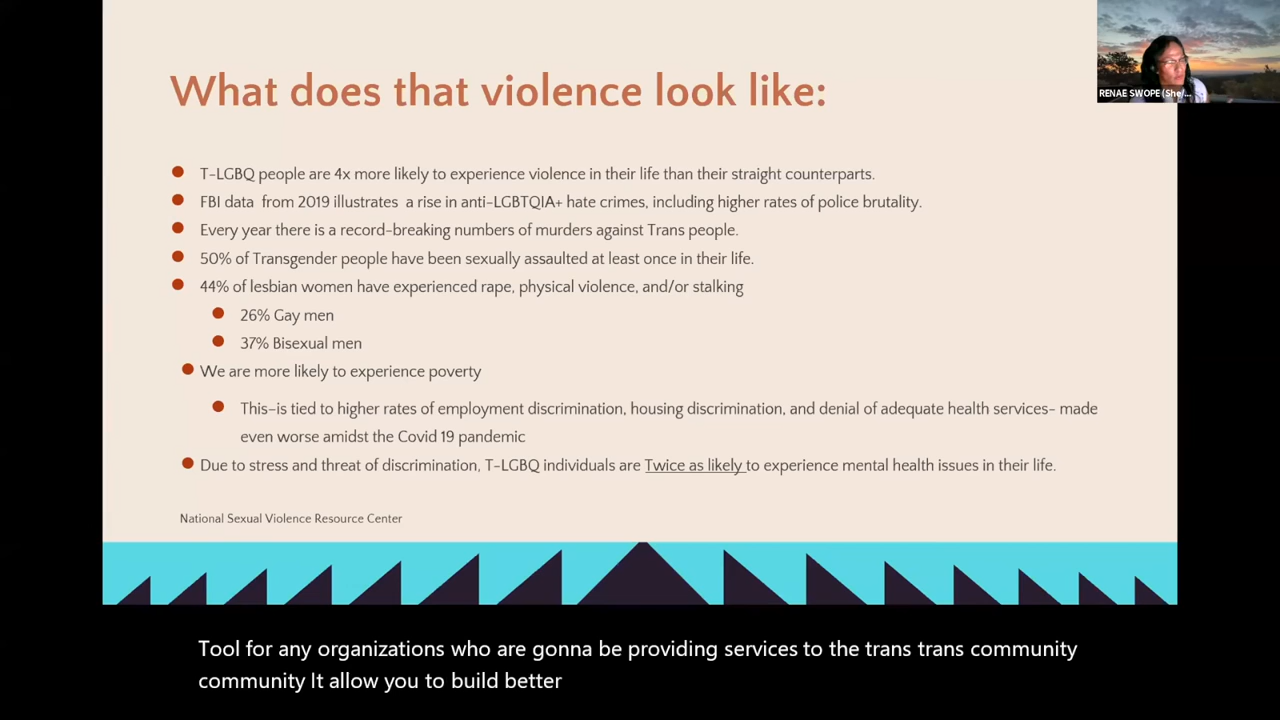 What does that violence look like:
RENAE SWOPE (She/...
T-LGBQ people are 4x more likely to experience violence in their life than their straight counterparts.
FBI data from 2019 illustrates a rise in anti-LGBTQIA+ hate crimes, including higher rates of police brutality.
Every year there is a record-breaking numbers of murders against Trans people.
50% of Transgender people have been sexually assaulted at least once in their life.
44% of lesbian women have experienced rape, physical violence, and/or stalking
26% Gay men
37% Bisexual men
We are more likely to experience poverty
This-is tied to higher rates of employment discrimination, housing discrimination, and denial of adequate health services- made
even worse amidst the Covid 19 pandemic
Due to stress and threat of discrimination, T-LGBQ individuals are Twice as likely to experience mental health issues in their life.
National Sexual Violence Resource Center
Tool for any organizations who are gonna be providing services to the trans trans community
community It allow you to build better